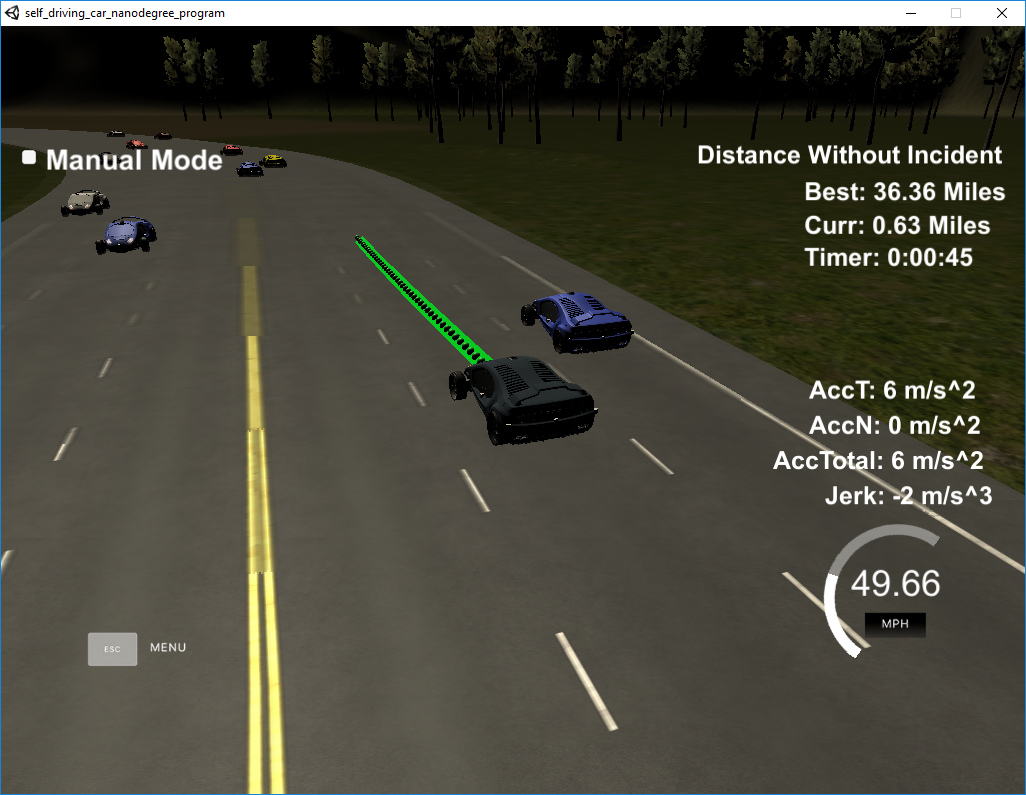 self_driving_car_nanodegree_program
Manual Mode
Distance Without Incident
Best: 36.36 Miles
Curr: 0.63 Miles
Timer: 0:00:45
AccT: 6 m/s^2
AccN: 0 m/s^2
AccTotal: 6 m/s^2
Jerk: -2 m/s^3
49.66
MPH
ESC MENU